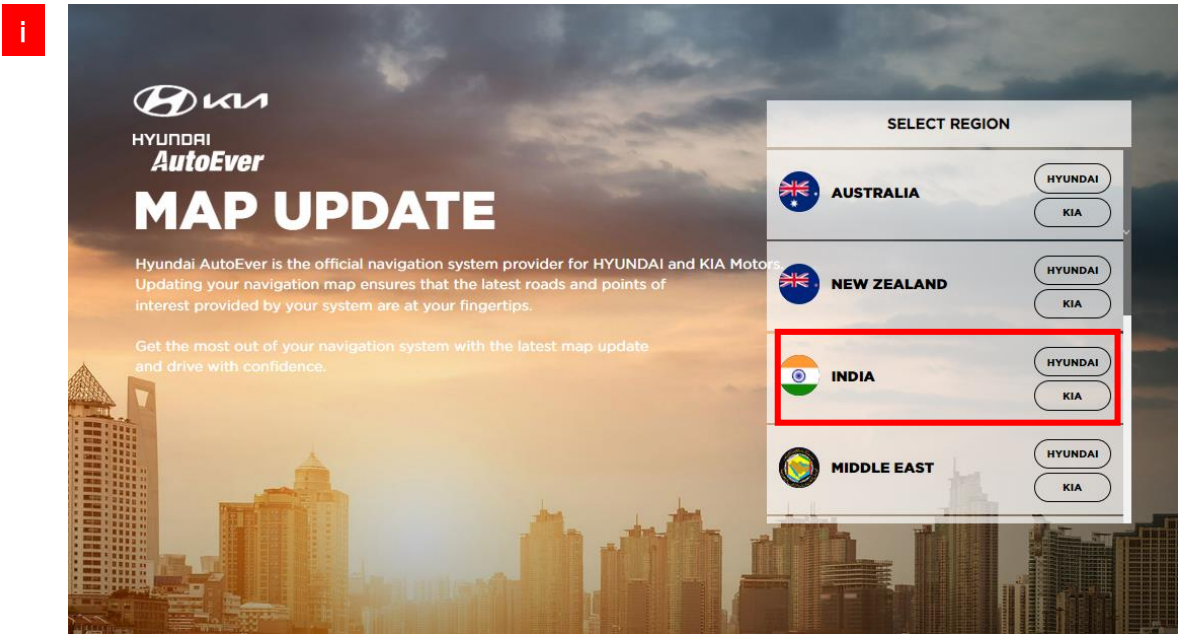 i
KIA
HYUNDAI
AutoEver
MAP UPDATE
Hyundai AutoEver is the official navigation system provider for HYUNDAI and KIA Motors.
Updating your navigation map ensures that the latest roads and points of
interest provided by your system are at your fingertips.
Get the most out of your navigation system with the latest map update
and drive with confidence.
SELECT REGION
AUSTRALIA
HYUNDAI
KIA
NEW ZEALAND
HYUNDAI
KIA
INDIA
HYUNDAI
KIA
MIDDLE EAST
HYUNDAI
KIA